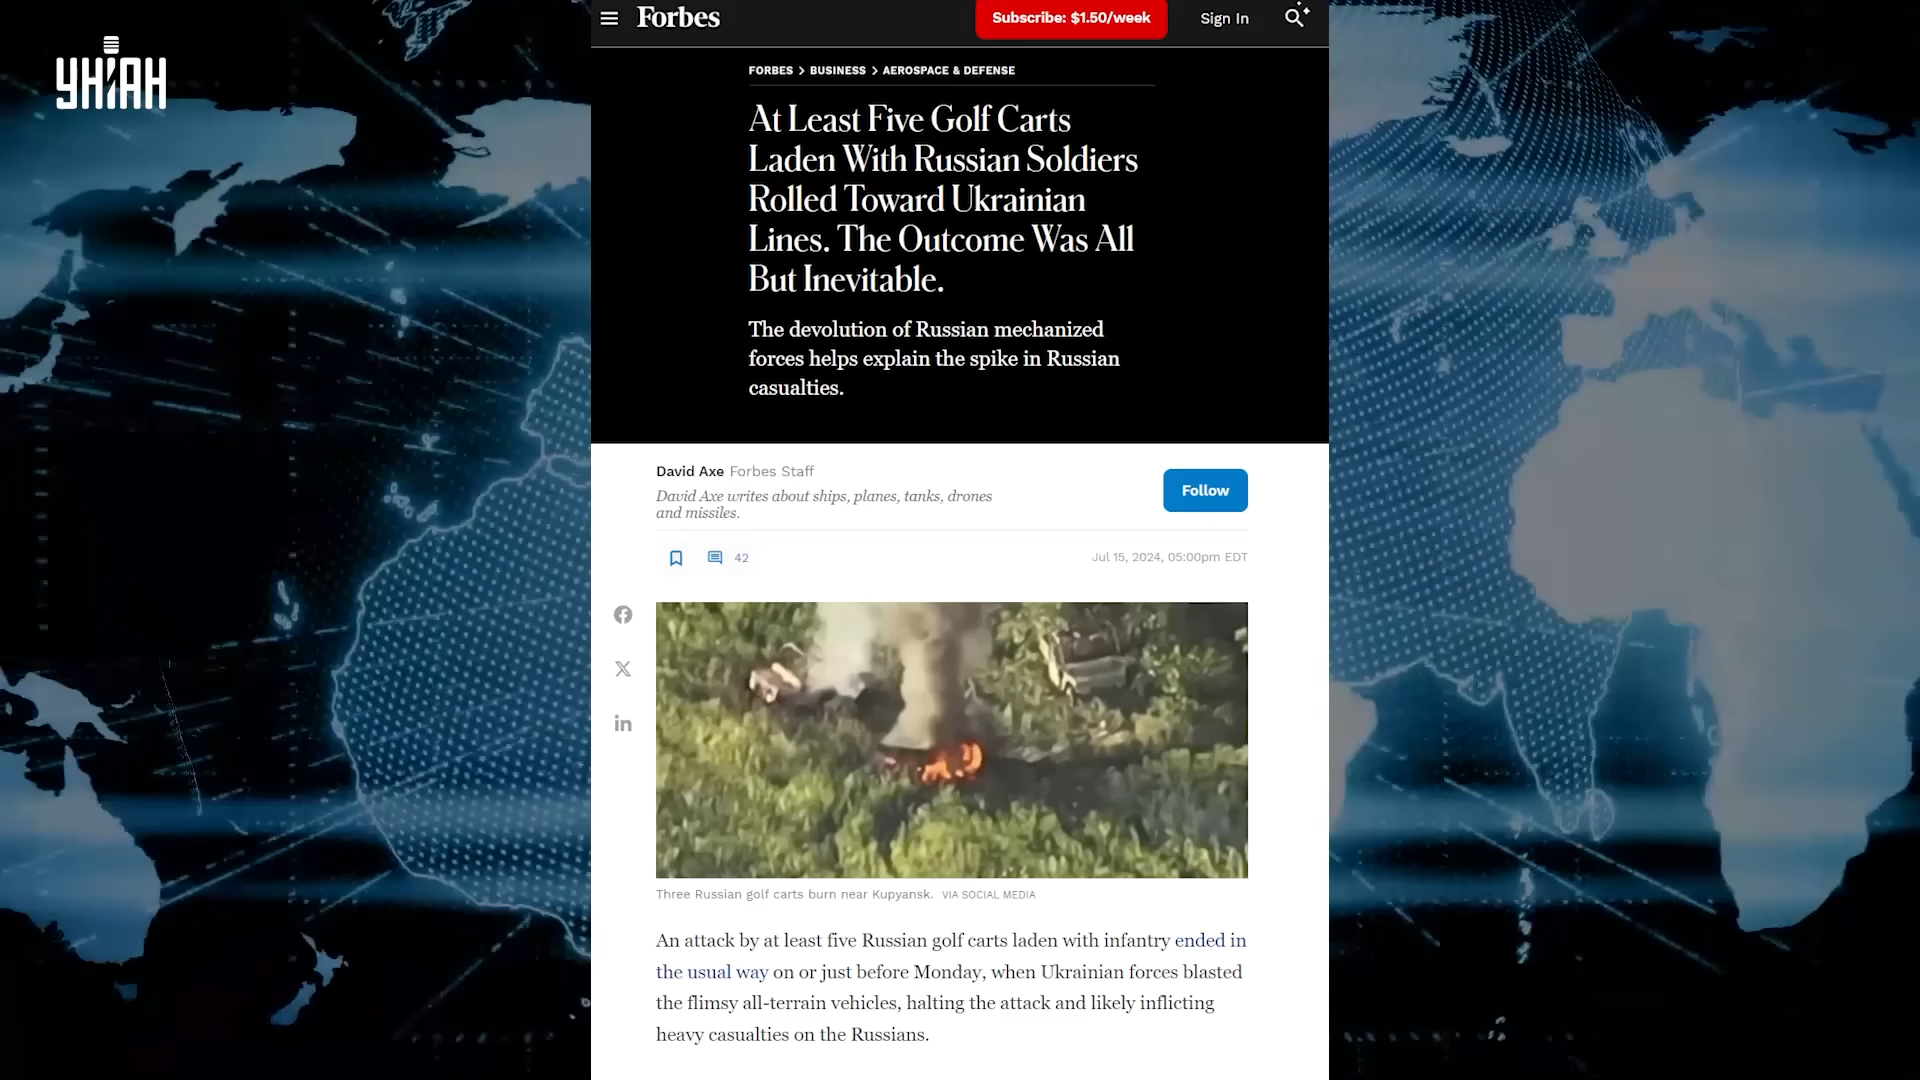 УНІАН
Forbes
Subscribe: $1.50/week
Sign In
FORBES > BUSINESS > AEROSPACE & DEFENSE
At Least Five Golf Carts
Laden With Russian Soldiers
Rolled Toward Ukrainian
Lines. The Outcome Was All
But Inevitable.
The devolution of Russian mechanized
forces helps explain the spike in Russian
casualties.
David Axe Forbes Staff
David Axe writes about ships, planes, tanks, drones
and missiles.
Follow
42
Jul 15, 2024, 05:00pm EDT
Three Russian golf carts burn near Kupyansk. VIA SOCIAL MEDIA
An attack by at least five Russian golf carts laden with infantry ended in
the usual way on or just before Monday, when Ukrainian forces blasted
the flimsy all-terrain vehicles, halting the attack and likely inflicting
heavy casualties on the Russians.